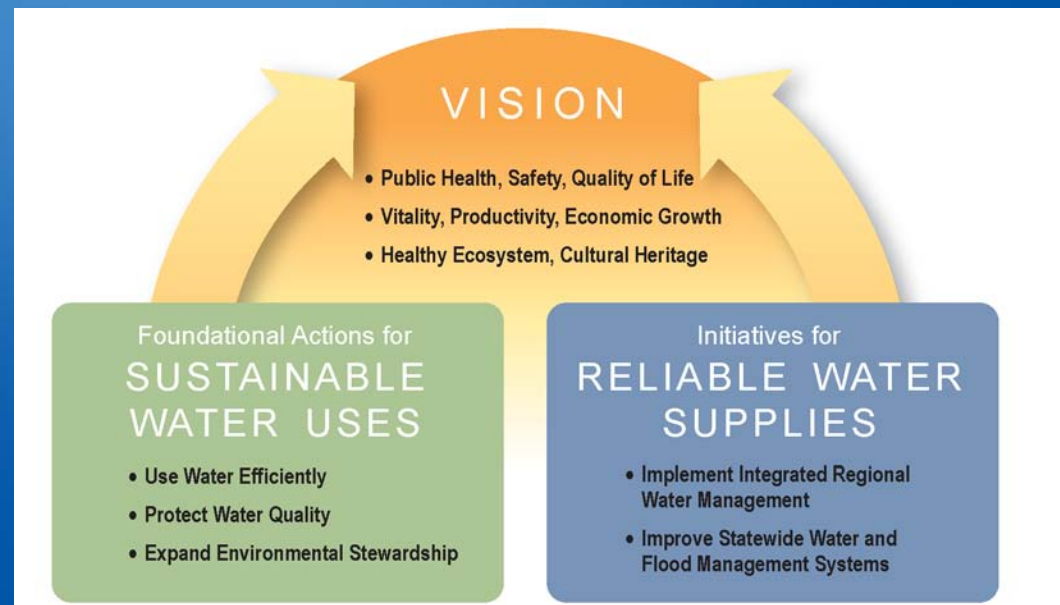 VISION
• Public Health, Safety, Quality of Life
• Vitality, Productivity, Economic Growth
• Healthy Ecosystem, Cultural Heritage
Foundational Actions for
SUSTAINABLE
WATER USES
• Use Water Efficiently
• Protect Water Quality
• Expand Environmental Stewardship
Initiatives for
RELIABLE WATER
SUPPLIES
• Implement Integrated Regional
Water Management
• Improve Statewide Water and
Flood Management Systems